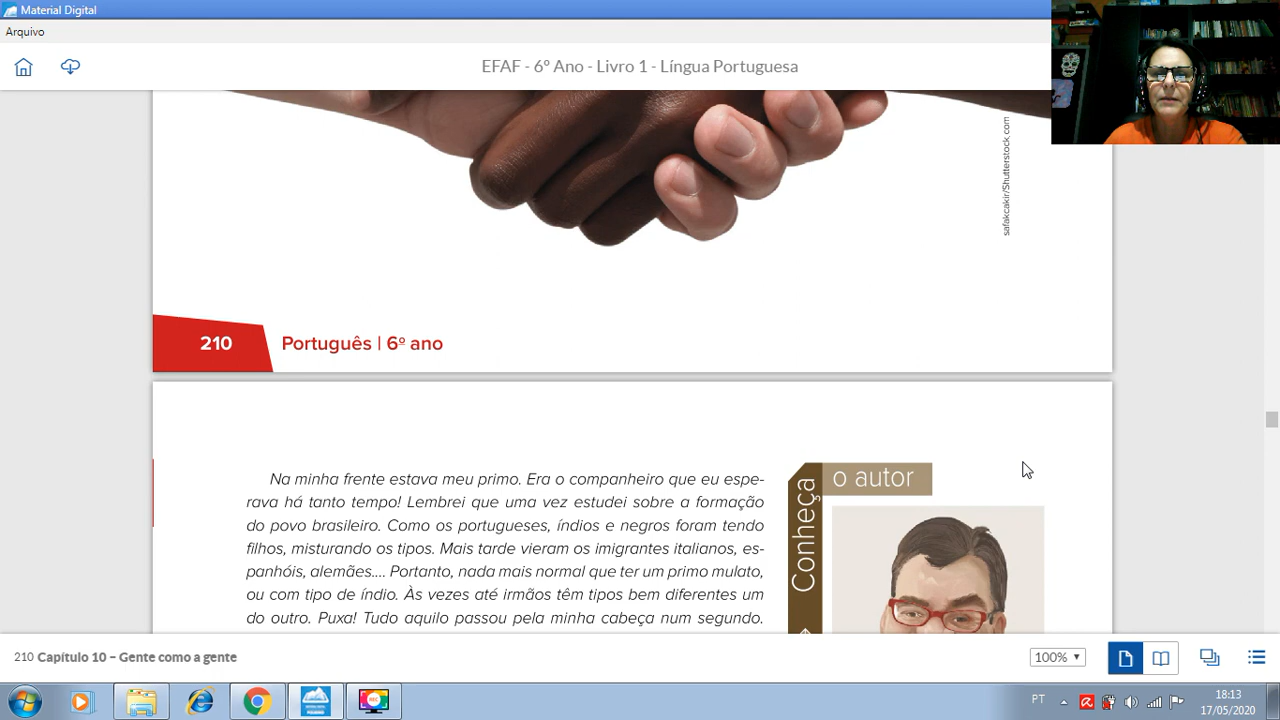 Material Digital
Arquivo
EFAF - 6º Ano - Livro 1 - Língua Portuguesa
safakcakir/Shutterstock.com
210 Português | 6º ano
Na minha frente estava meu primo. Era o companheiro que eu espe-
rava há tanto tempo! Lembrei que uma vez estudei sobre a formação
do povo brasileiro. Como os portugueses, índios e negros foram tendo
filhos, misturando os tipos. Mais tarde vieram os imigrantes italianos, es-
panhóis, alemães.... Portanto, nada mais normal que ter um primo mulato,
ou com tipo de índio. Às vezes até irmãos têm tipos bem diferentes um
do outro. Puxa! Tudo aquilo passou pela minha cabeça num segundo.
Conheça
o autor
210 Capítulo 10 – Gente como a gente
100%
REC
PT
18:13
17/05/2020